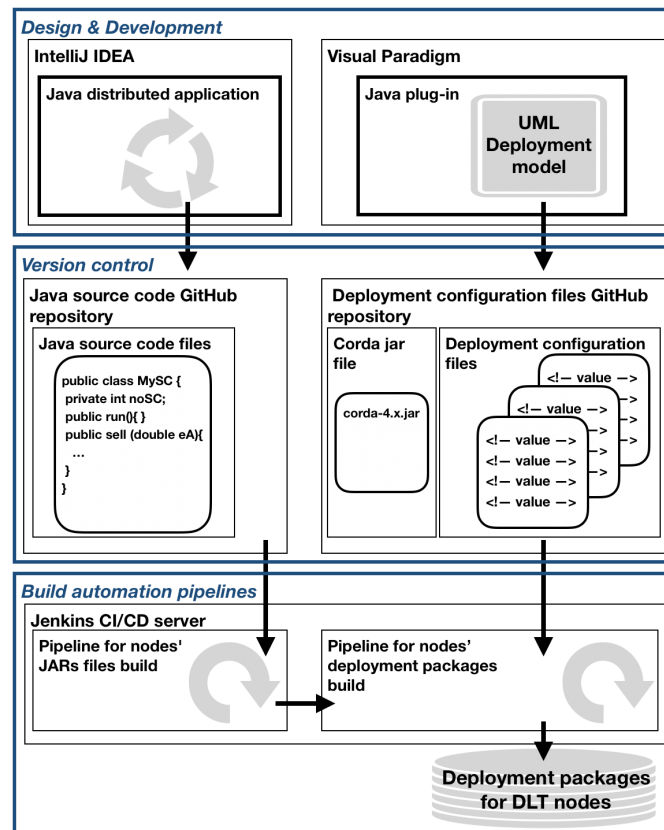 Design & Development
IntelliJ IDEA
Java distributed application
Visual Paradigm
Java plug-in
UML
Deployment
model
Version control
Java source code GitHub
repository
Java source code files
public class MySC {
private int noSC;
public run(){ }
public sell (double eA){
...
}
}
Deployment configuration files GitHub
repository
Corda jar
file
corda-4.x.jar
Deployment configuration
files
<!– value –>
<!– value –>
<!– value –>
<!– value –>
<!– value –>
<!– value –>
Build automation pipelines
Jenkins CI/CD server
Pipeline for nodes'
JARs files build
Pipeline for nodes’
deployment packages
build
Deployment packages
for DLT nodes